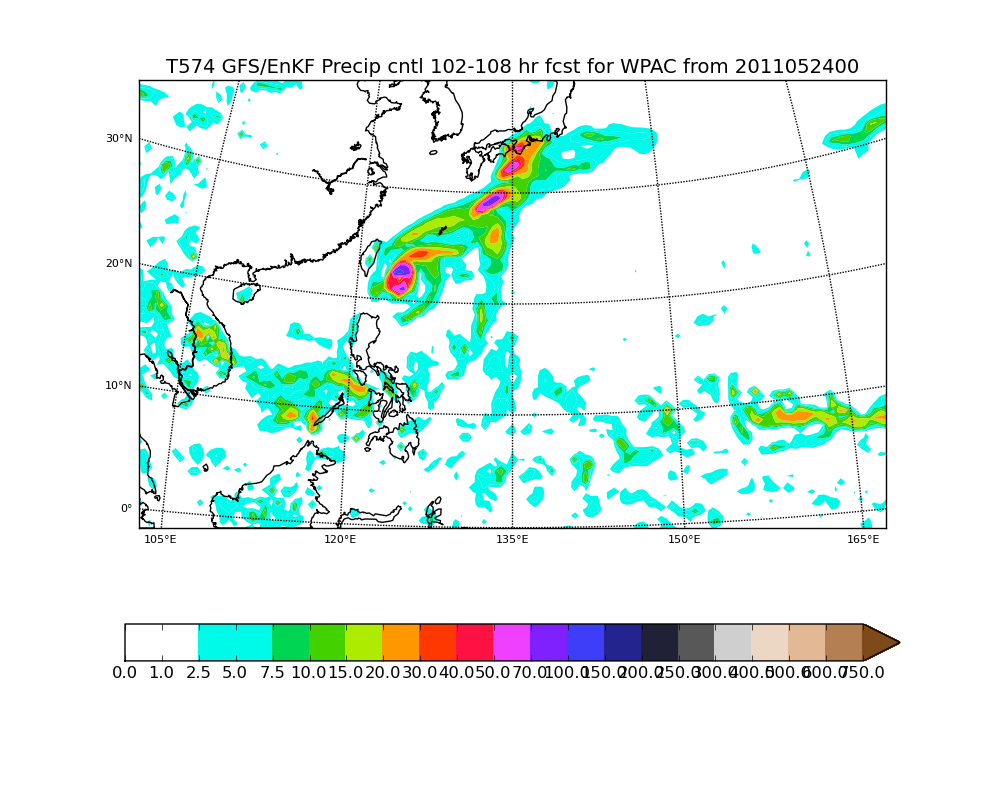 T574 GFS/EnKF Precip cntl 102-108 hr fcst for WPAC from 2011052400
30°N
20°N
10°N
0°
105°E 120°E 135°E 150°E 165°E
0.0 1.0 2.5 5.0 7.5 10.0 15.0 20.0 30.0 40.0 50.0 70.0 100.0 150.0 200.0 250.0 300.0 400.0 500.0 600.0 750.0